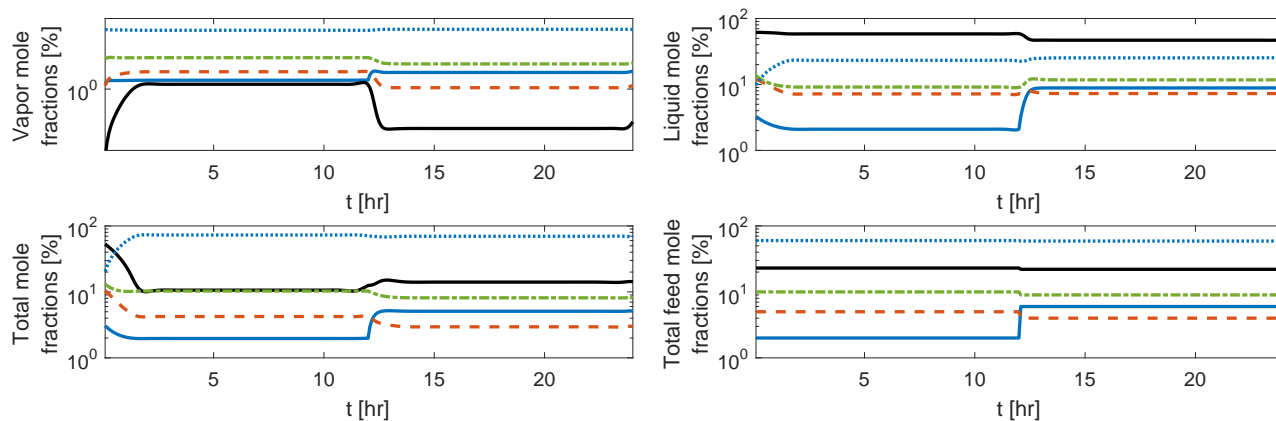 Vapor mole
fractions [%]
10^0
5 10 15 20
t [hr]
Liquid mole
fractions [%]
10^2
10^1
10^0
5 10 15 20
t [hr]
Total mole
fractions [%]
10^2
10^1
10^0
5 10 15 20
t [hr]
Total feed mole
fractions [%]
10^2
10^1
10^0
5 10 15 20
t [hr]